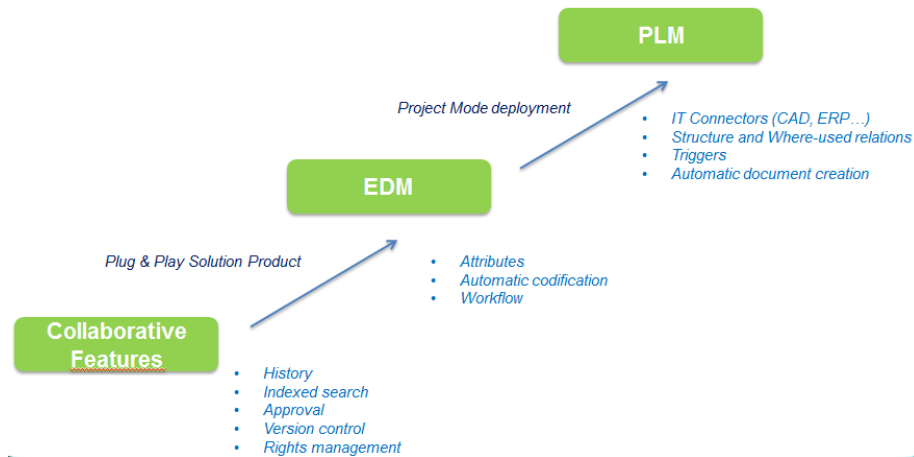 PLM
Project Mode deployment
• IT Connectors (CAD, ERP…)
• Structure and Where-used relations
• Triggers
• Automatic document creation
EDM
Plug & Play Solution Product
• Attributes
• Automatic codification
• Workflow
Collaborative
Features
• History
• Indexed search
• Approval
• Version control
• Rights management